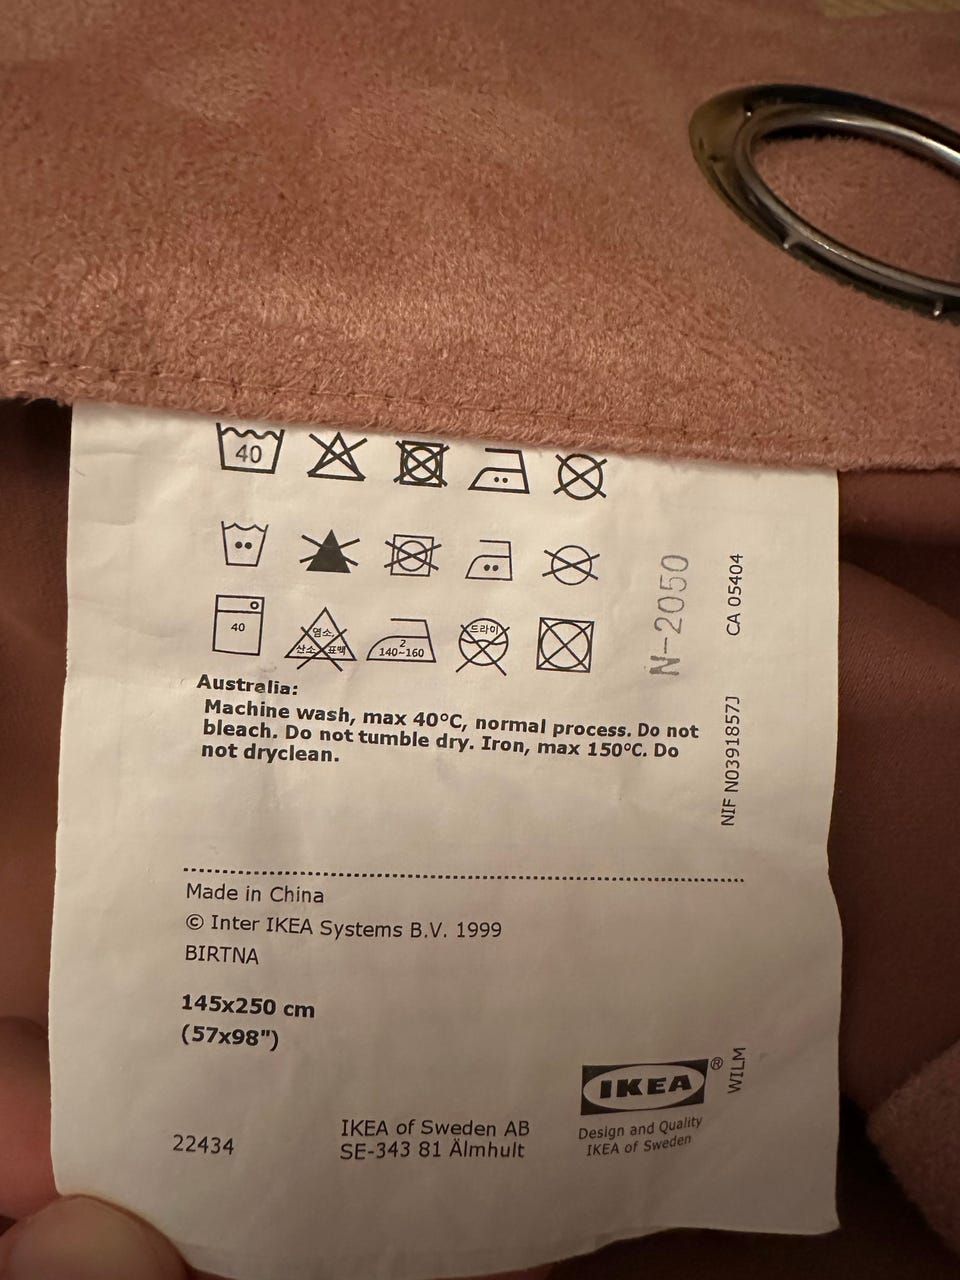 40
40
염소,
산소 표백
2
140~160
드라이
Australia:
Machine wash, max 40°C, normal process. Do not
bleach. Do not tumble dry. Iron, max 150°C. Do
not dryclean.
N-2050
CA 05404
NIF N0391857J
Made in China
© Inter IKEA Systems B.V. 1999
BIRTNA
145x250 cm
(57x98")
22434
IKEA of Sweden AB
SE-343 81 Älmhult
IKEA®
Design and Quality
IKEA of Sweden
WILM